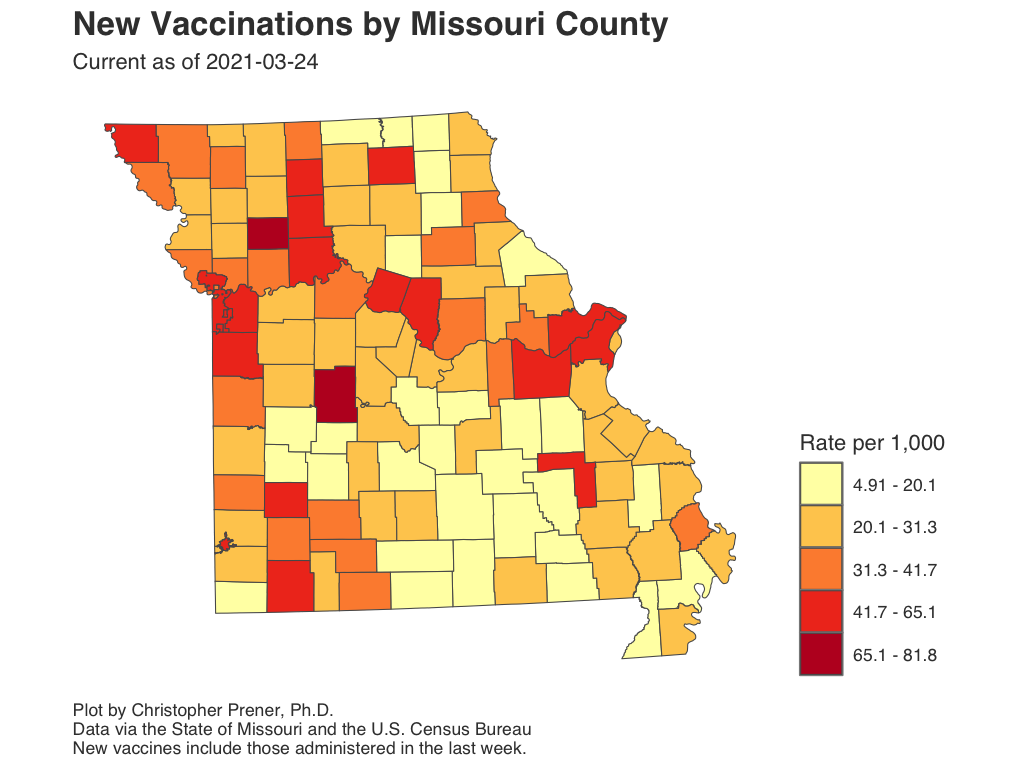 New Vaccinations by Missouri County
Current as of 2021-03-24
Rate per 1,000
4.91 - 20.1
20.1 - 31.3
31.3 - 41.7
41.7 - 65.1
65.1 - 81.8
Plot by Christopher Prener, Ph.D.
Data via the State of Missouri and the U.S. Census Bureau
New vaccines include those administered in the last week.